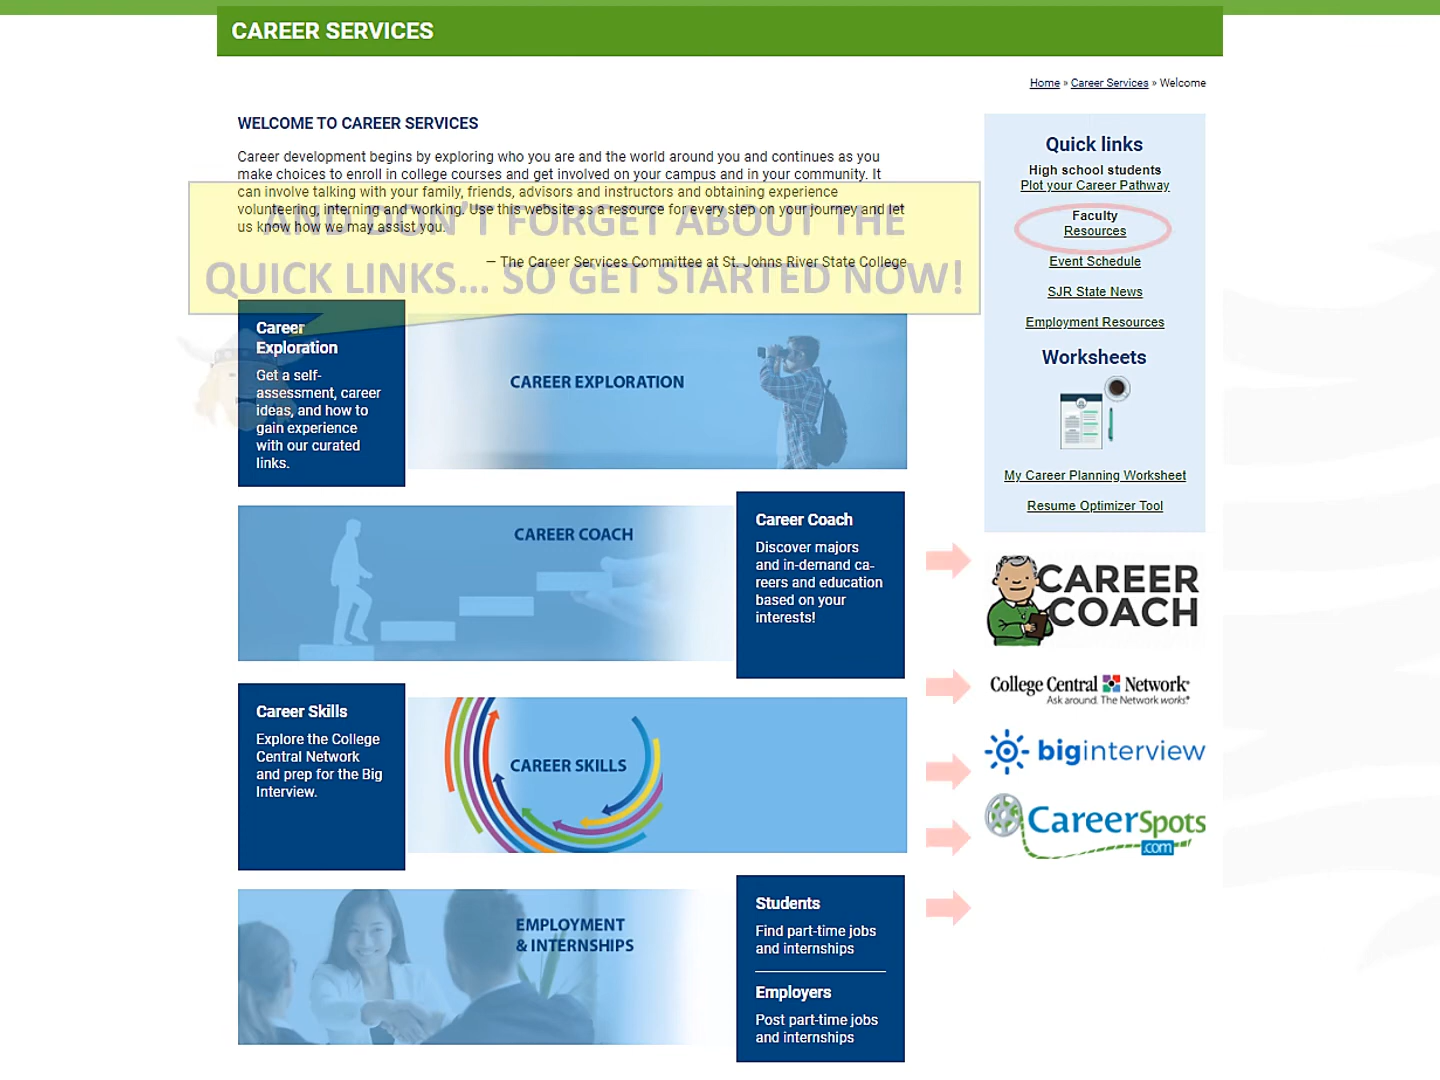 CAREER SERVICES
Home » Career Services » Welcome
WELCOME TO CAREER SERVICES
Career development begins by exploring who you are and the world around you and continues as you
make choices to enroll in college courses and get involved on your campus and in your community. It
can involve talking with your family, friends, advisors and instructors and obtaining experience
volunteering, interning and working. Use this website as a resource for every step on your journey and let
us know how we may assist you.
— The Career Services Committee at St. Johns River State College
AND DON'T FORGET ABOUT THE
QUICK LINKS... SO GET STARTED NOW!
Career
Exploration
Get a self-
assessment, career
ideas, and how to
gain experience
with our curated
links.
CAREER EXPLORATION
CAREER COACH
Career Coach
Discover majors
and in-demand ca-
reers and education
based on your
interests!
Career Skills
Explore the College
Central Network
and prep for the Big
Interview.
CAREER SKILLS
EMPLOYMENT
& INTERNSHIPS
Students
Find part-time jobs
and internships
Employers
Post part-time jobs
and internships
Quick links
High school students
Plot your Career Pathway
Faculty
Resources
Event Schedule
SJR State News
Employment Resources
Worksheets
My Career Planning Worksheet
Resume Optimizer Tool
CAREER
COACH
College Central Network®
Ask around. The Network works.®
biginterview
CareerSpots
.com